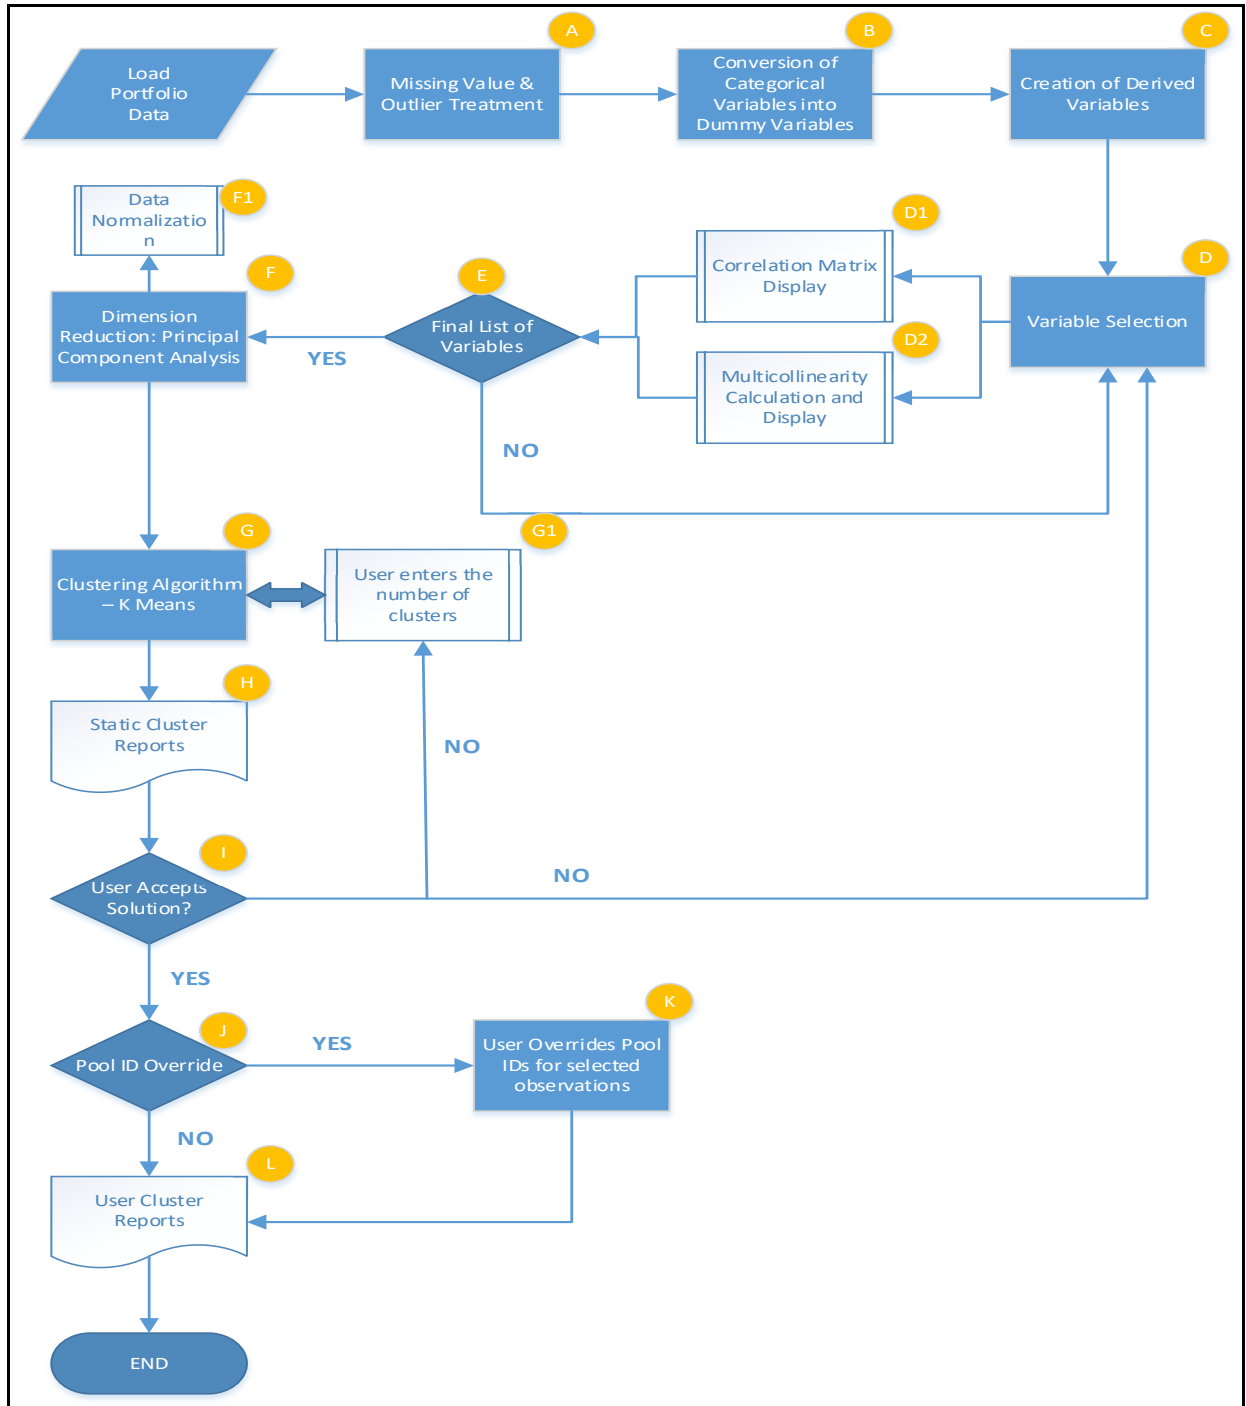 A
B
C
Load
Portfolio
Data
Missing Value &
Outlier Treatment
Conversion of
Categorical
Variables into
Dummy Variables
Creation of Derived
Variables
F1
Data
Normalizatio
n
D1
Correlation Matrix
Display
D
Variable Selection
F
Dimension
Reduction: Principal
Component Analysis
E
Final List of
Variables
YES
NO
D2
Multicollinearity
Calculation and
Display
G
Clustering Algorithm
– K Means
G1
User enters the
number of
clusters
H
Static Cluster
Reports
NO
I
User Accepts
Solution?
NO
YES
J
Pool ID Override
YES
K
User Overrides Pool
IDs for selected
observations
NO
L
User Cluster
Reports
END